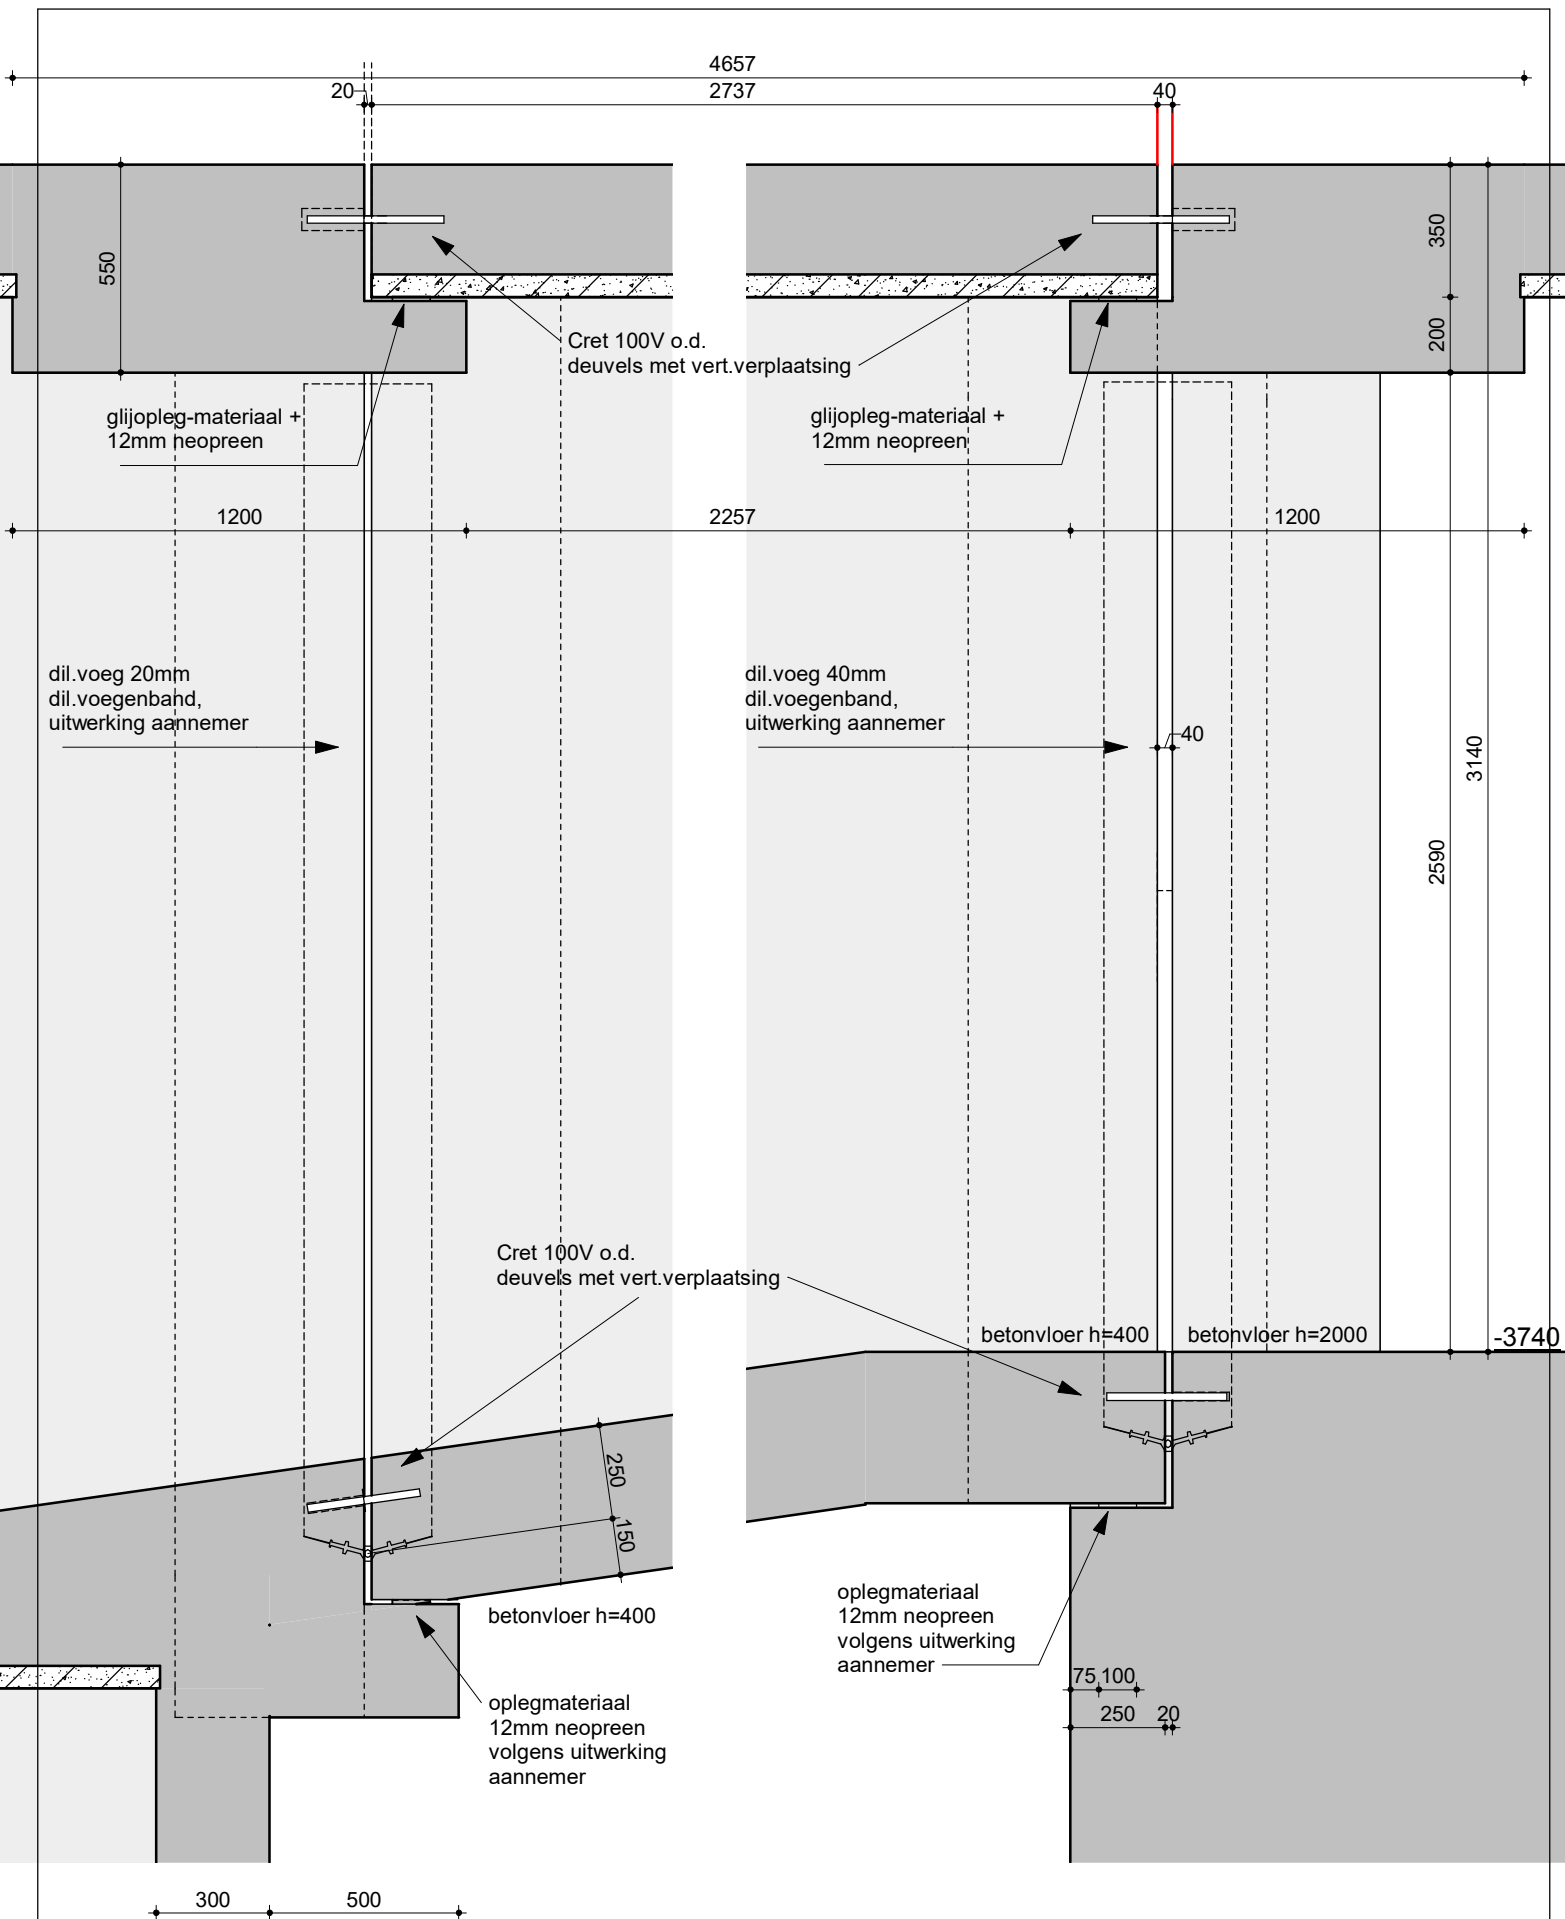 4657
20
2737
40
550
350
200
Cret 100V o.d.
deuvels met vert.verplaatsing
glijopleg-materiaal +
12mm neopreen
glijopleg-materiaal +
12mm neopreen
1200
2257
1200
dil.voeg 20mm
dil.voegenband,
uitwerking aannemer
dil.voeg 40mm
dil.voegenband,
uitwerking aannemer
40
3140
2590
Cret 100V o.d.
deuvels met vert.verplaatsing
betonvloer h=400
betonvloer h=2000
-3740
250
150
betonvloer h=400
oplegmateriaal
12mm neopreen
volgens uitwerking
aannemer
75 100
250
20
oplegmateriaal
12mm neopreen
volgens uitwerking
aannemer
300
500